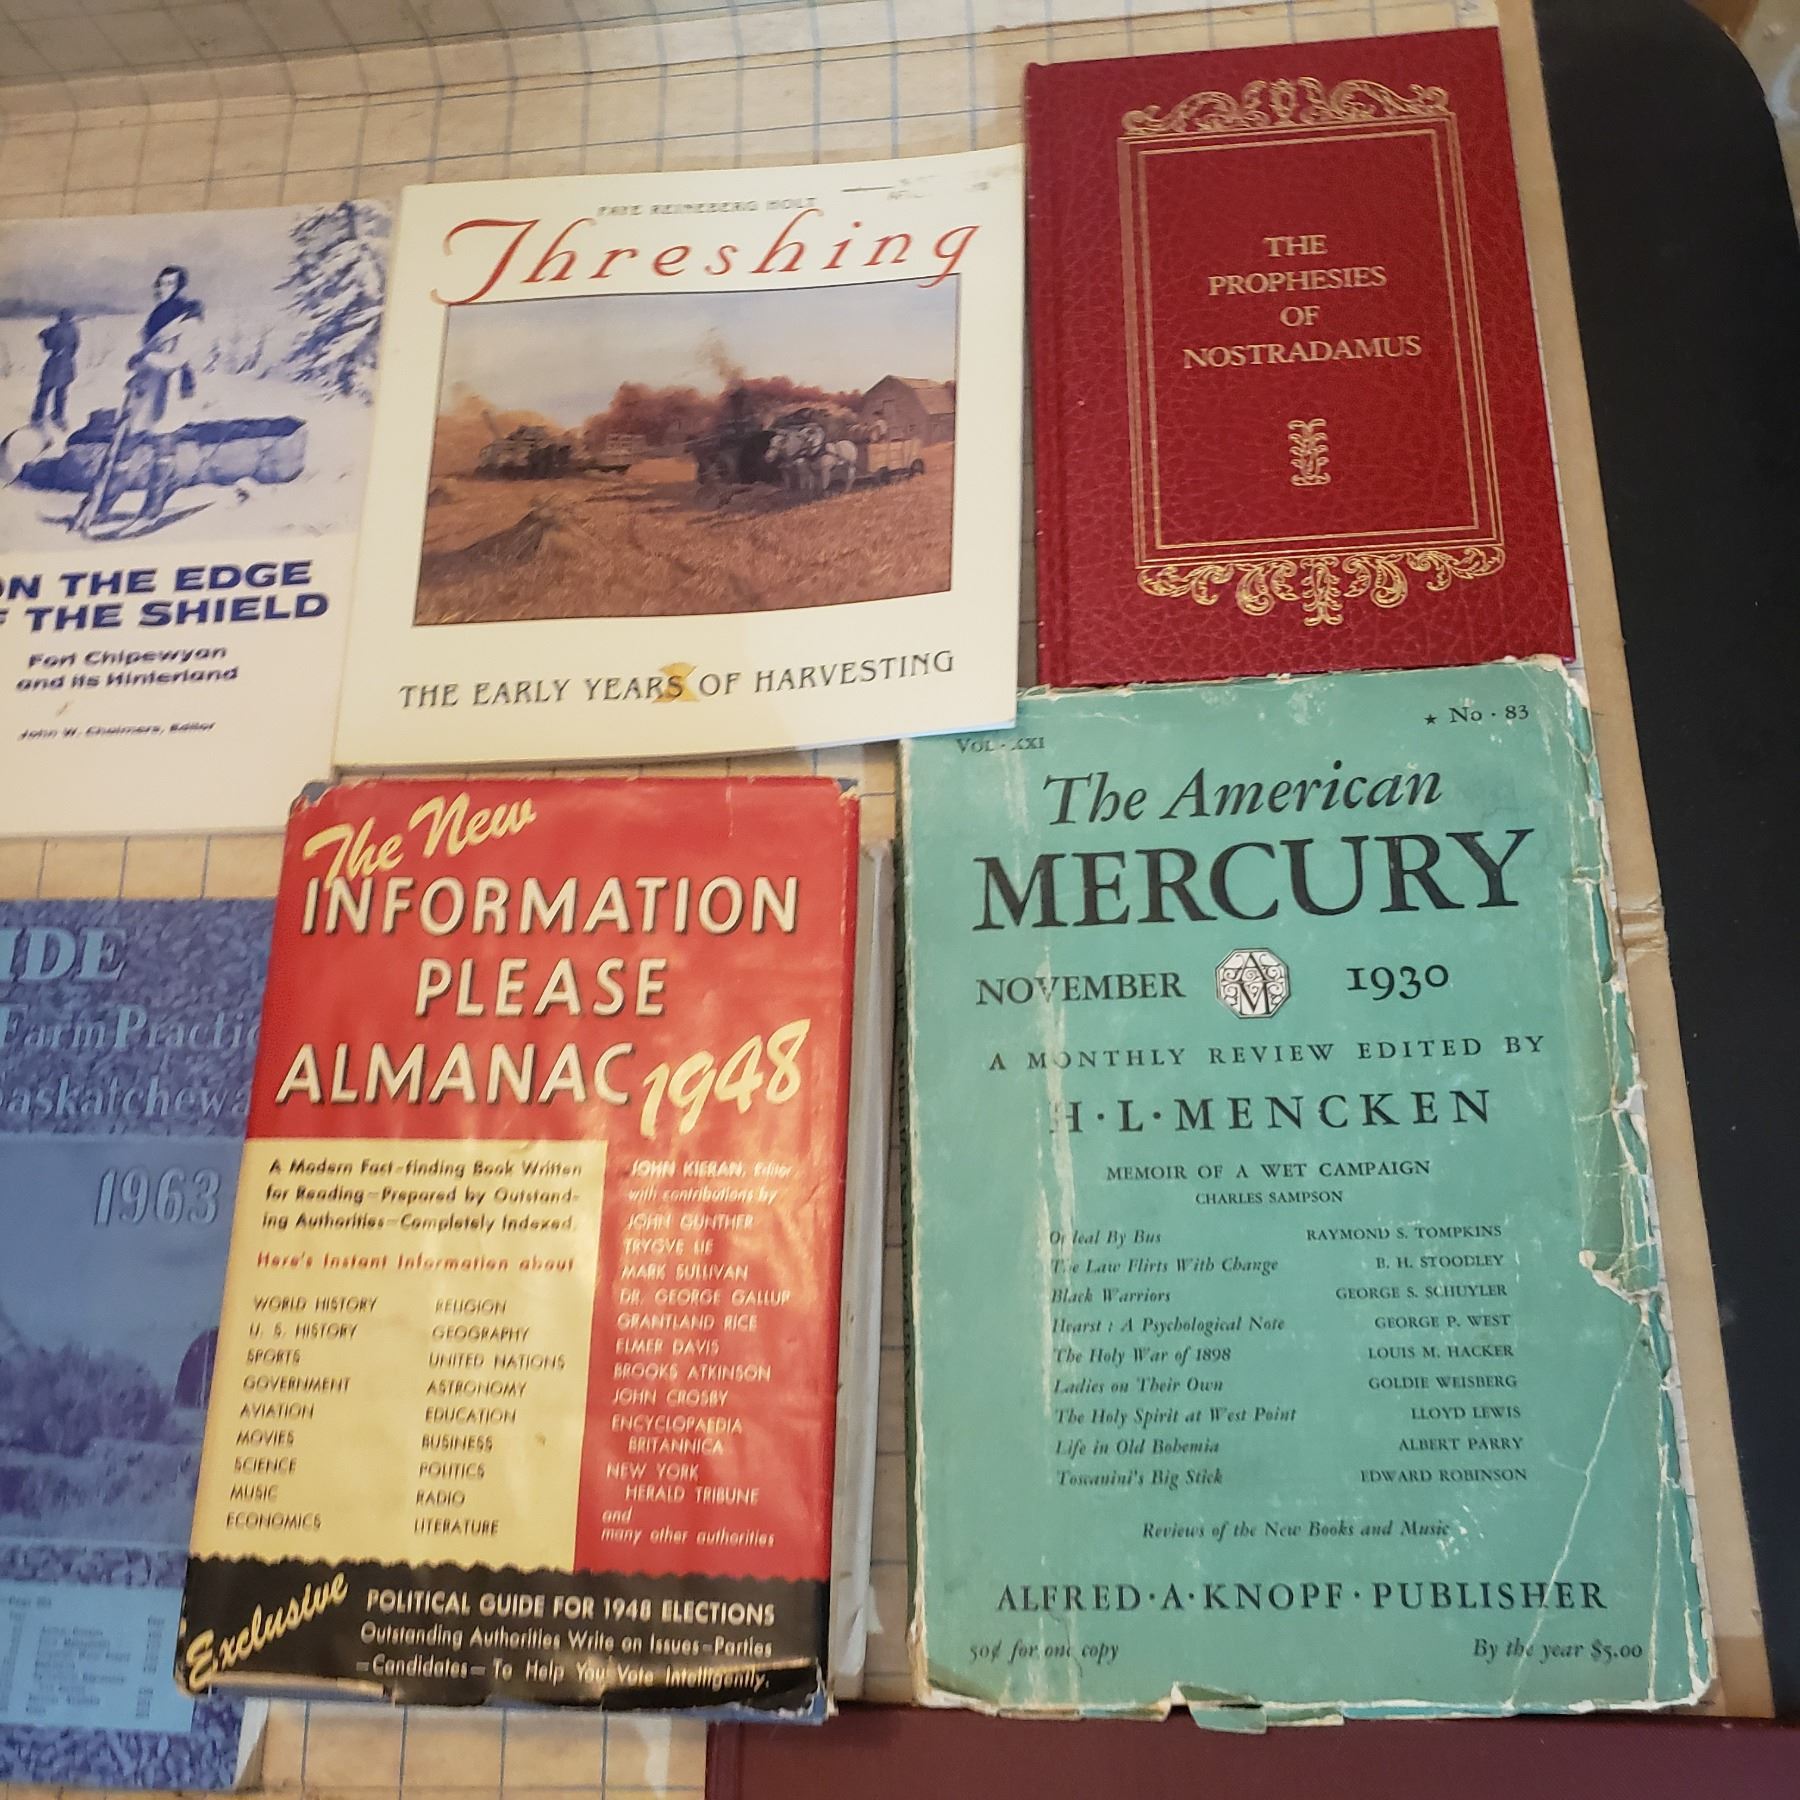 ON THE EDGE
F THE SHIELD
Fort Chipewyan
and its Hinterland
John W. Chalmers, Editor
FAYE REINEBERG HOLT
Threshing
THE EARLY YEARS OF HARVESTING
THE
PROPHESIES
OF
NOSTRADAMUS
IDE
Farm Practic
askatchewa
1963
The New
INFORMATION
PLEASE
ALMANAC 1948
A Modern Fact-finding Book Written
for Reading—Prepared by Outstand-
ing Authorities—Completely Indexed.
Here's Instant Information about
WORLD HISTORY
U. S. HISTORY
SPORTS
GOVERNMENT
AVIATION
MOVIES
SCIENCE
MUSIC
ECONOMICS
RELIGION
GEOGRAPHY
UNITED NATIONS
ASTRONOMY
EDUCATION
BUSINESS
POLITICS
RADIO
LITERATURE
JOHN KIERAN, Editor
with contributions by
JOHN GUNTHER
TRYGVE LIE
MARK SULLIVAN
DR. GEORGE GALLUP
GRANTLAND RICE
ELMER DAVIS
BROOKS ATKINSON
JOHN CROSBY
ENCYCLOPAEDIA
BRITANNICA
NEW YORK
HERALD TRIBUNE
and
many other authorities
Exclusive
POLITICAL GUIDE FOR 1948 ELECTIONS
Outstanding Authorities Write on Issues—Parties
—Candidates—To Help You Vote Intelligently.
VOL · XXI ★ No · 83
The American
MERCURY
NOVEMBER AM 1930
A MONTHLY REVIEW EDITED BY
H·L·MENCKEN
MEMOIR OF A WET CAMPAIGN
CHARLES SAMPSON
Ordeal By Bus RAYMOND S. TOMPKINS
The Law Flirts With Change B. H. STOODLEY
Black Warriors GEORGE S. SCHUYLER
Hearst : A Psychological Note GEORGE P. WEST
The Holy War of 1898 LOUIS M. HACKER
Ladies on Their Own GOLDIE WEISBERG
The Holy Spirit at West Point LLOYD LEWIS
Life in Old Bohemia ALBERT PARRY
Toscanini's Big Stick EDWARD ROBINSON
Reviews of the New Books and Music
ALFRED·A·KNOPF·PUBLISHER
50¢ for one copy By the year $5.00